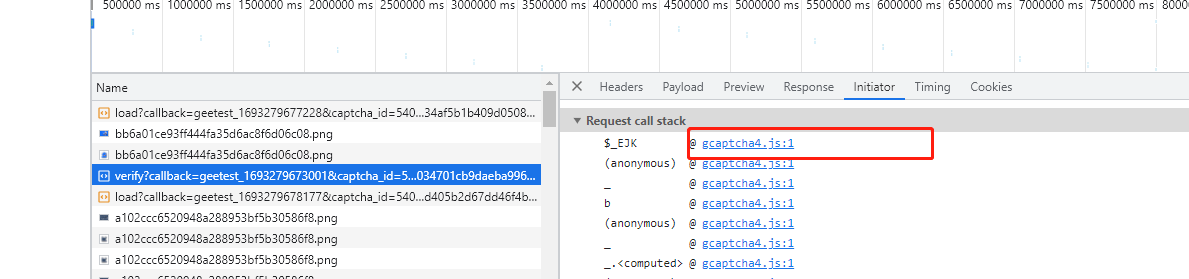 500000 ms 1000000 ms 1500000 ms 2000000 ms 2500000 ms 3000000 ms 3500000 ms 4000000 ms 4500000 ms 5000000 ms 5500000 ms 6000000 ms 6500000 ms 7000000 ms 7500000 ms 80000
Name
load?callback=geetest_1693279677228&captcha_id=540...34af5b1b409d0508...
bb6a01ce93ff444fa35d6ac8f6d06c08.png
bb6a01ce93ff444fa35d6ac8f6d06c08.png
verify?callback=geetest_1693279673001&captcha_id=5...034701cb9daeba996...
load?callback=geetest_1693279678177&captcha_id=540...d405b2d67dd46f4b...
a102ccc6520948a288953bf5b30586f8.png
a102ccc6520948a288953bf5b30586f8.png
a102ccc6520948a288953bf5b30586f8.png
Headers Payload Preview Response Initiator Timing Cookies
Request call stack
$_EJK @ gcaptcha4.js:1
(anonymous) @ gcaptcha4.js:1
_ @ gcaptcha4.js:1
b @ gcaptcha4.js:1
(anonymous) @ gcaptcha4.js:1
_ @ gcaptcha4.js:1
_.<computed> @ gcaptcha4.js:1